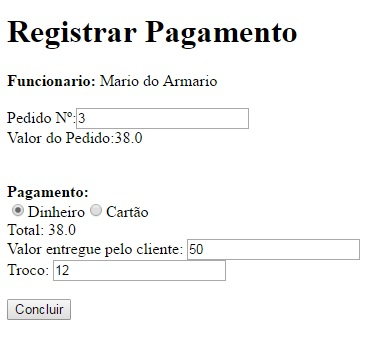 Registrar Pagamento
Funcionario: Mario do Armario
Pedido Nº: 3
Valor do Pedido:38.0
Pagamento:
Dinheiro Cartão
Total: 38.0
Valor entregue pelo cliente: 50
Troco: 12
Concluir